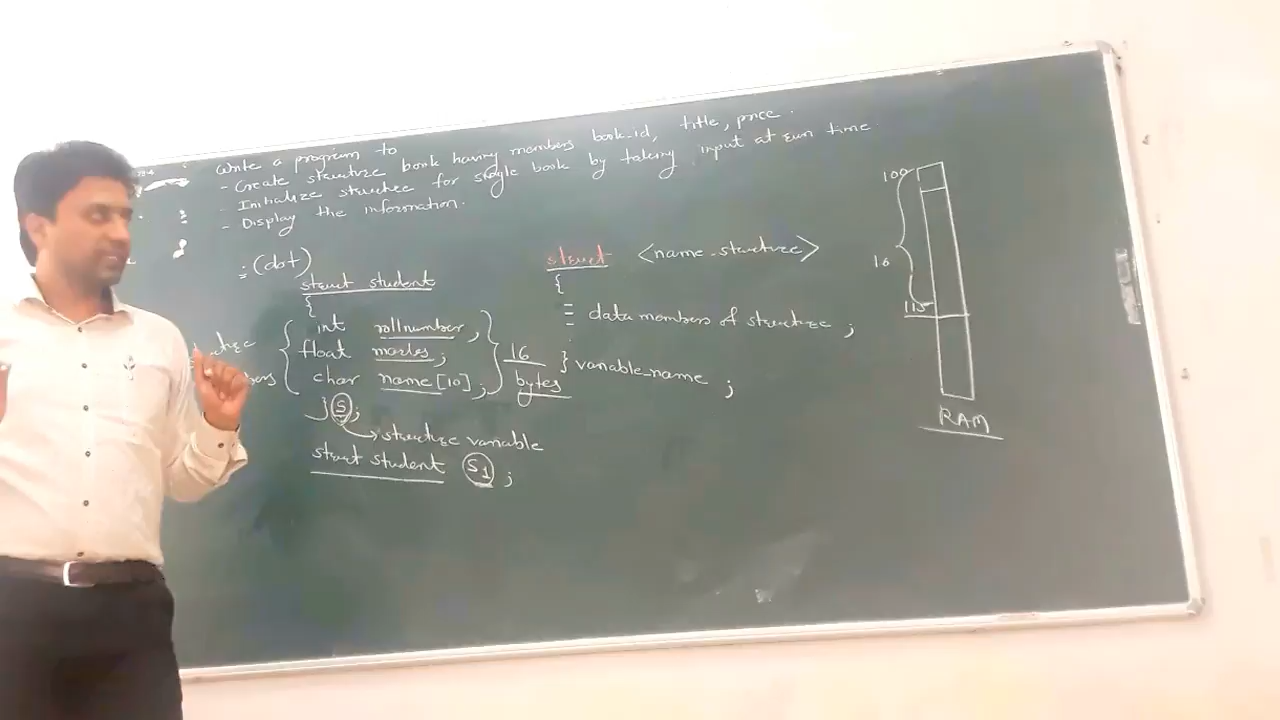 Write a program to
- Create structure book having members book_id, title, price.
- Initialize structure for single book by taking input at run time
- Display the information.
:(dot)
struct student
{
int rollnumber,
float marks;
char name[10];
} S;
structure variable
struct student S1;
16
bytes
struct <name_structure>
{
data members of structure;
} variable_name;
100
16
115
RAM